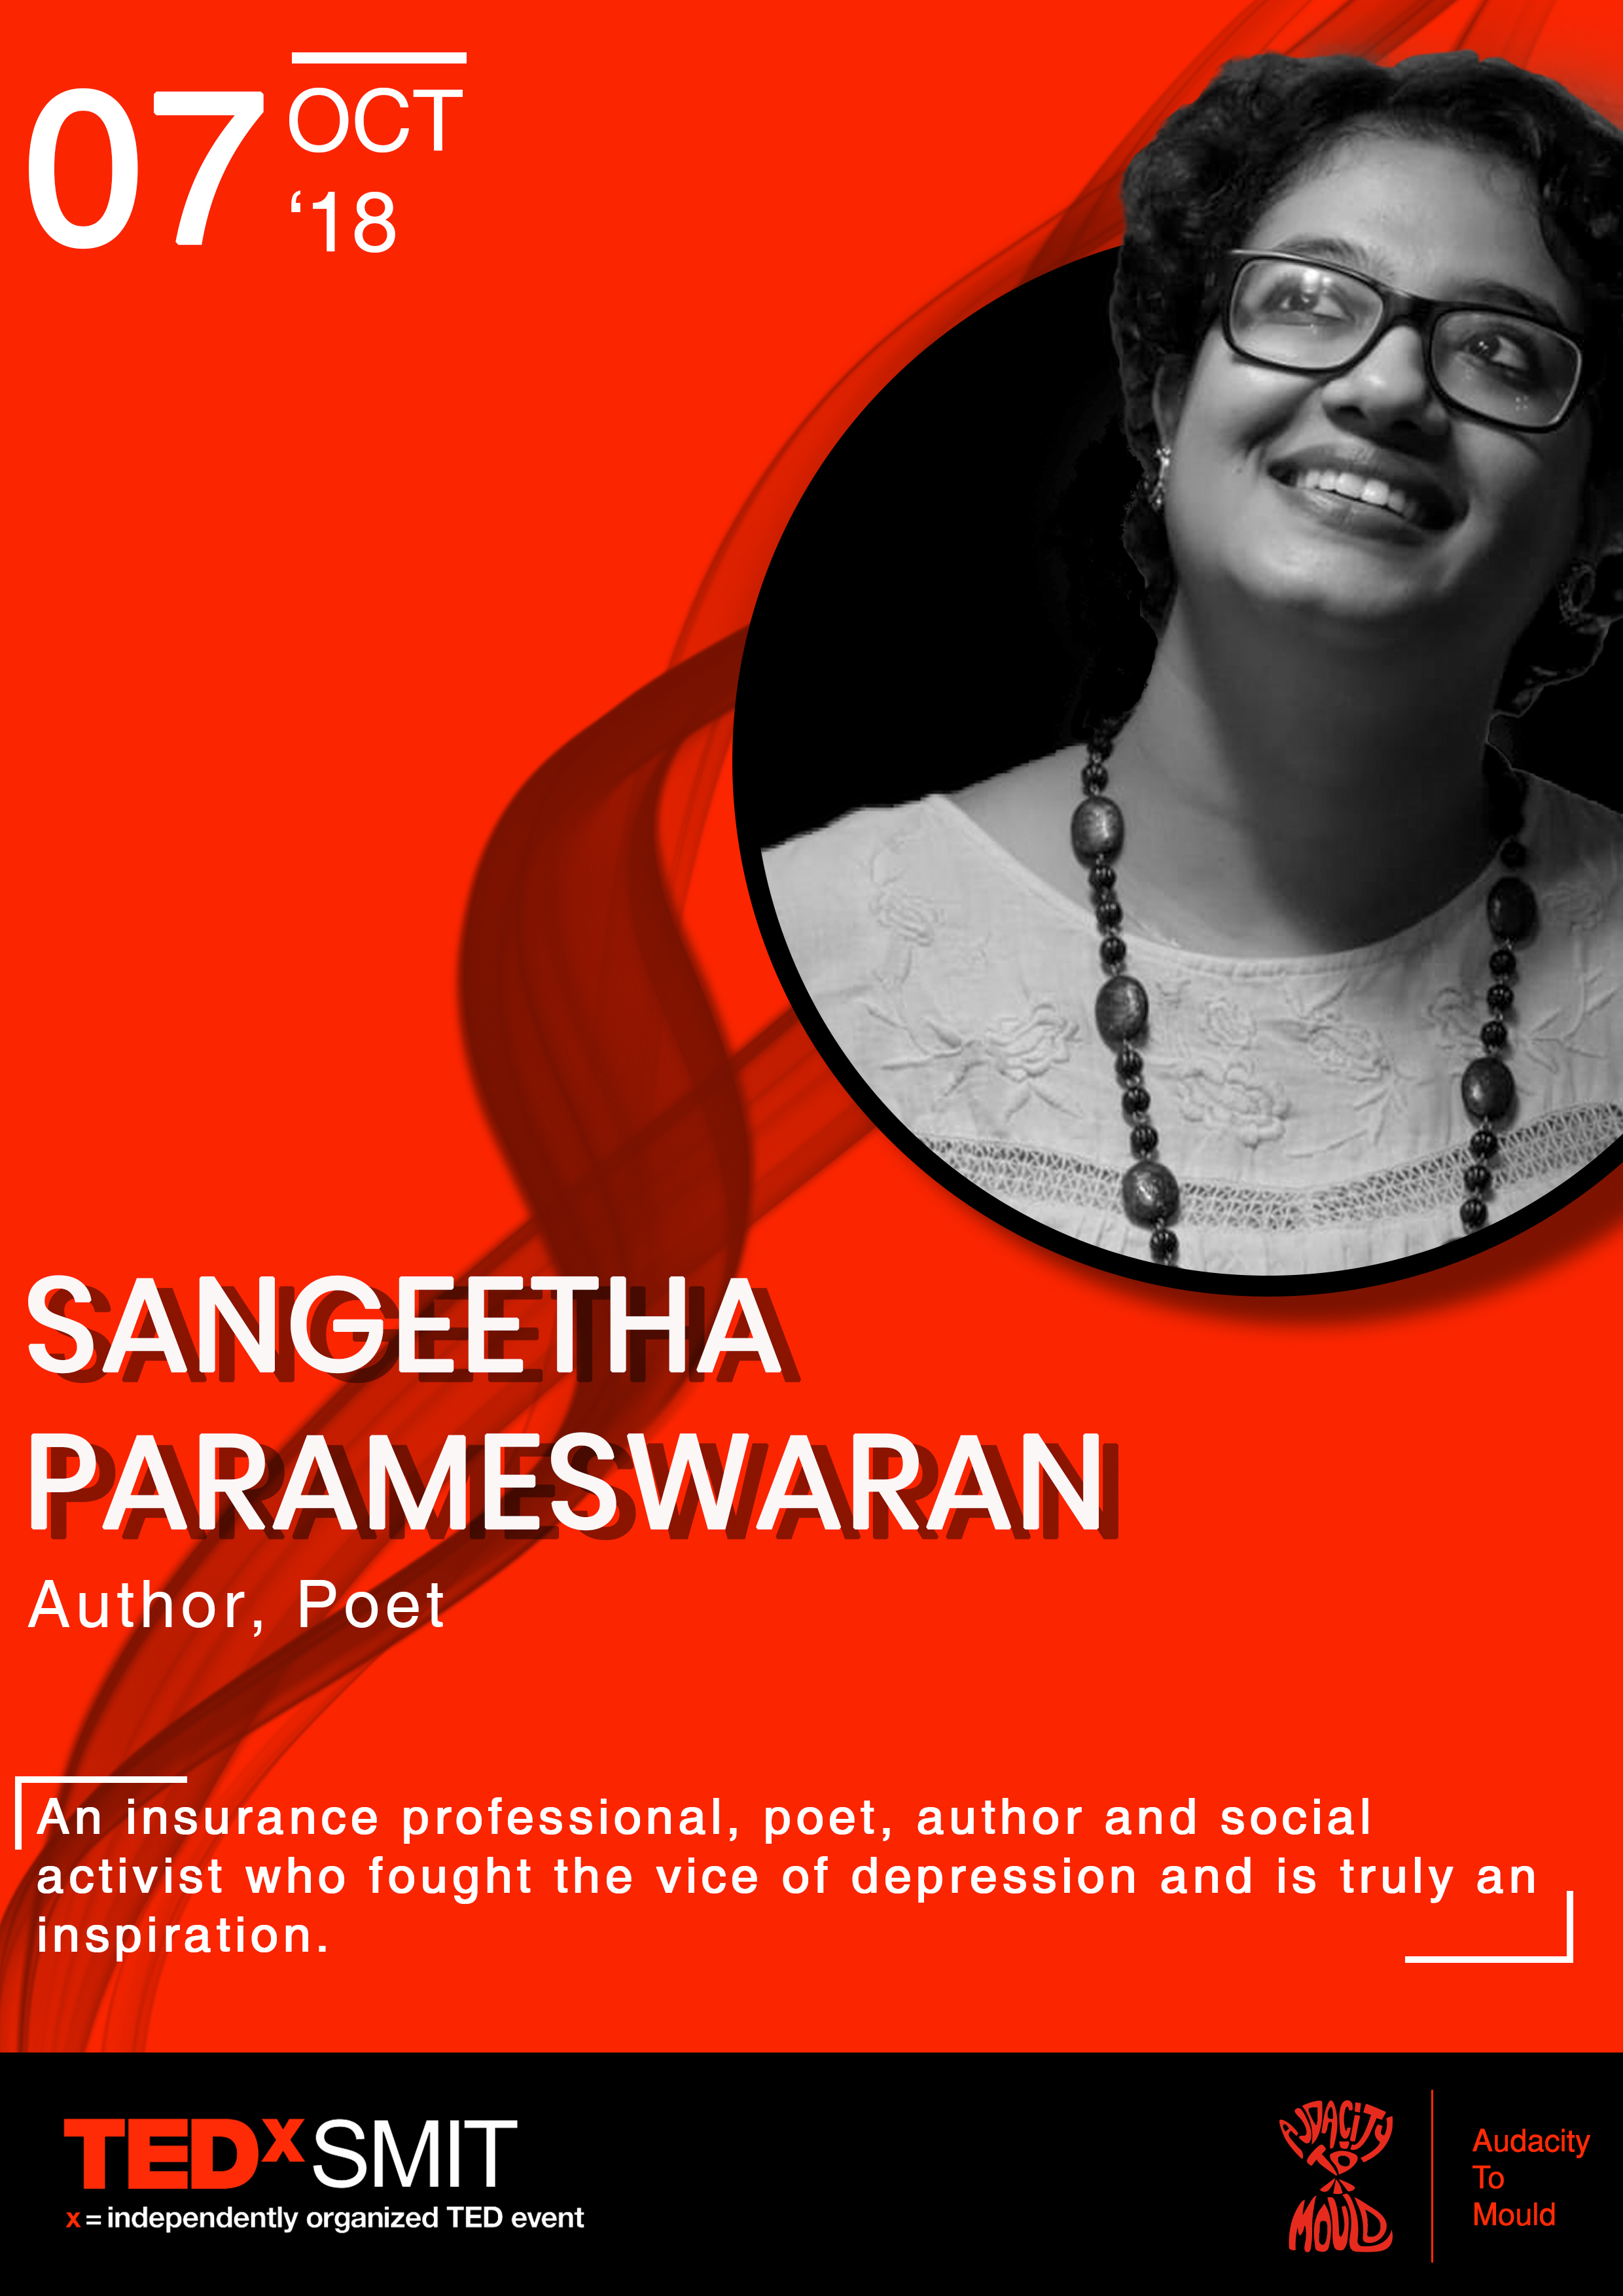 07 OCT
‘18
SANGEETHA
PARAMESWARAN
Author, Poet
An insurance professional, poet, author and social
activist who fought the vice of depression and is truly an
inspiration.
TEDxSMIT
x = independently organized TED event
AUDACITY
TO
MOULD
Audacity
To
Mould